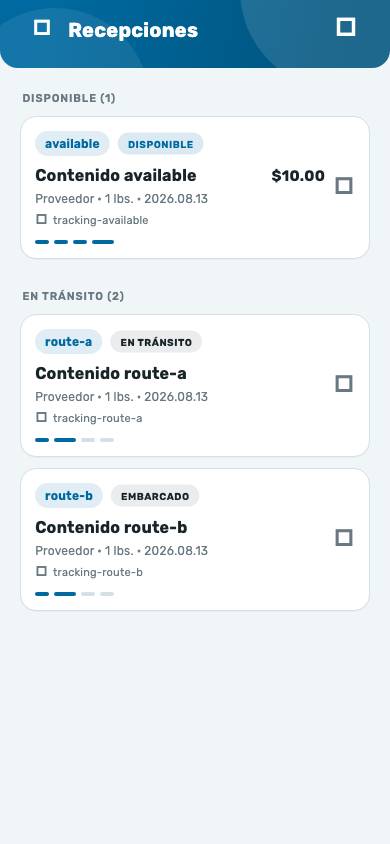 Recepciones
DISPONIBLE (1)
available DISPONIBLE
Contenido available $10.00
Proveedor • 1 lbs. • 2026.08.13
tracking-available
EN TRÁNSITO (2)
route-a EN TRÁNSITO
Contenido route-a
Proveedor • 1 lbs. • 2026.08.13
tracking-route-a
route-b EMBARCADO
Contenido route-b
Proveedor • 1 lbs. • 2026.08.13
tracking-route-b